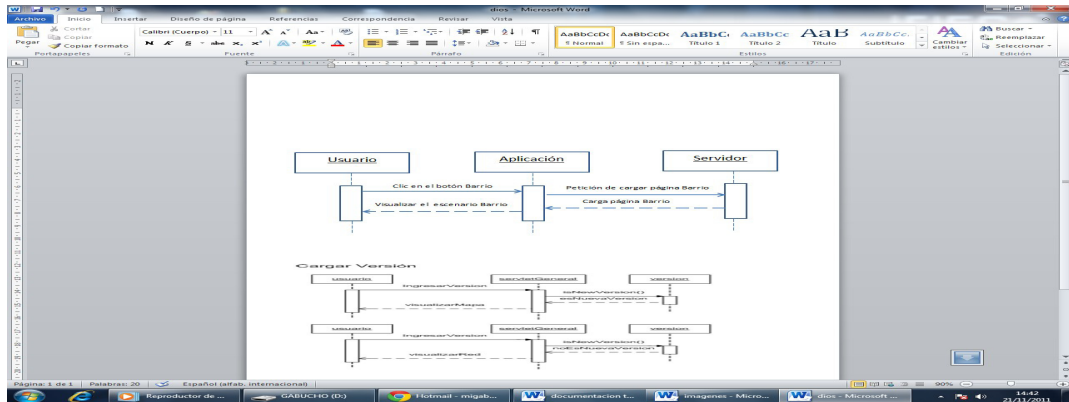 dios - Microsoft Word
Archivo Inicio Insertar Diseño de página Referencias Correspondencia Revisar Vista
Pegar
Cortar
Copiar
Copiar formato
Portapapeles
Calibri (Cuerpo) 11
Fuente
Párrafo
AaBbCcDc AaBbCcDc AaBbC AaBbCc AaB AaBbCc.
Normal Sin espa... Título 1 Título 2 Título Subtítulo
Cambiar estilos
Estilos
Buscar
Reemplazar
Seleccionar
Edición
Usuario Aplicación Servidor
Clic en el botón Barrio
Petición de cargar página Barrio
Visualizar el escenario Barrio
Carga página Barrio
Cargar Versión
usuario servletGeneral version
IngresarVersion
isNewVersion()
esNuevaVersion
visualizarMapa
usuario servletGeneral version
IngresarVersion
isNewVersion()
noEsNuevaVersion
visualizarRed
Página: 1 de 1 Palabras: 20 Español (alfab. internacional) 90%
Reproductor de ... GABUCHO (D:) Hotmail - migab... documentacion t... imagenes - Micro... dios - Microsoft ...
14:42
21/11/2011